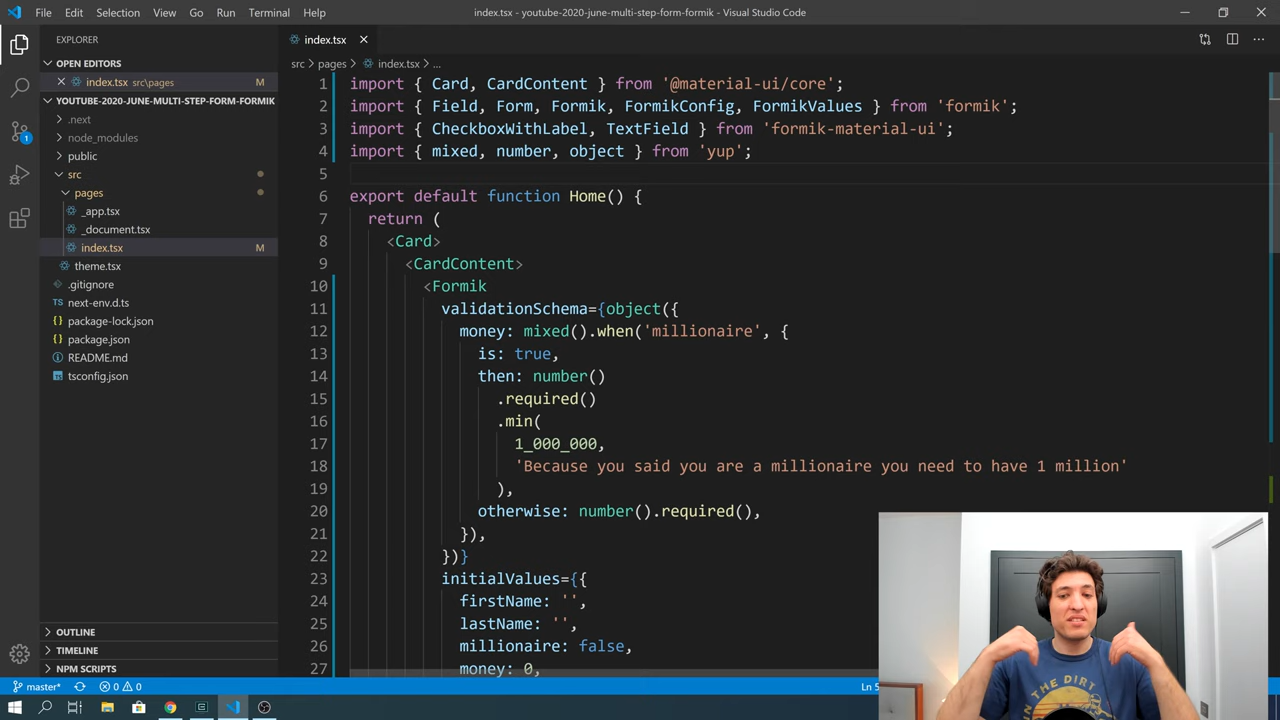 File Edit Selection View Go Run Terminal Help
index.tsx - youtube-2020-june-multi-step-form-formik - Visual Studio Code
EXPLORER
OPEN EDITORS
index.tsx src\pages M
YOUTUBE-2020-JUNE-MULTI-STEP-FORM-FORMIK
.next
node_modules
public
src
pages
_app.tsx
_document.tsx
index.tsx M
theme.tsx
.gitignore
next-env.d.ts
package-lock.json
package.json
README.md
tsconfig.json
OUTLINE
TIMELINE
NPM SCRIPTS
index.tsx
src > pages > index.tsx > ...
1 import { Card, CardContent } from '@material-ui/core';
2 import { Field, Form, Formik, FormikConfig, FormikValues } from 'formik';
3 import { CheckboxWithLabel, TextField } from 'formik-material-ui';
4 import { mixed, number, object } from 'yup';
5
6 export default function Home() {
7 return (
8 <Card>
9 <CardContent>
10 <Formik
11 validationSchema={object({
12 money: mixed().when('millionaire', {
13 is: true,
14 then: number()
15 .required()
16 .min(
17 1_000_000,
18 'Because you said you are a millionaire you need to have 1 million'
19 ),
20 otherwise: number().required(),
21 }),
22 })}
23 initialValues={{
24 firstName: '',
25 lastName: '',
26 millionaire: false,
27 money: 0,
1
master* 0 0
Ln 5
IN THE DIRT